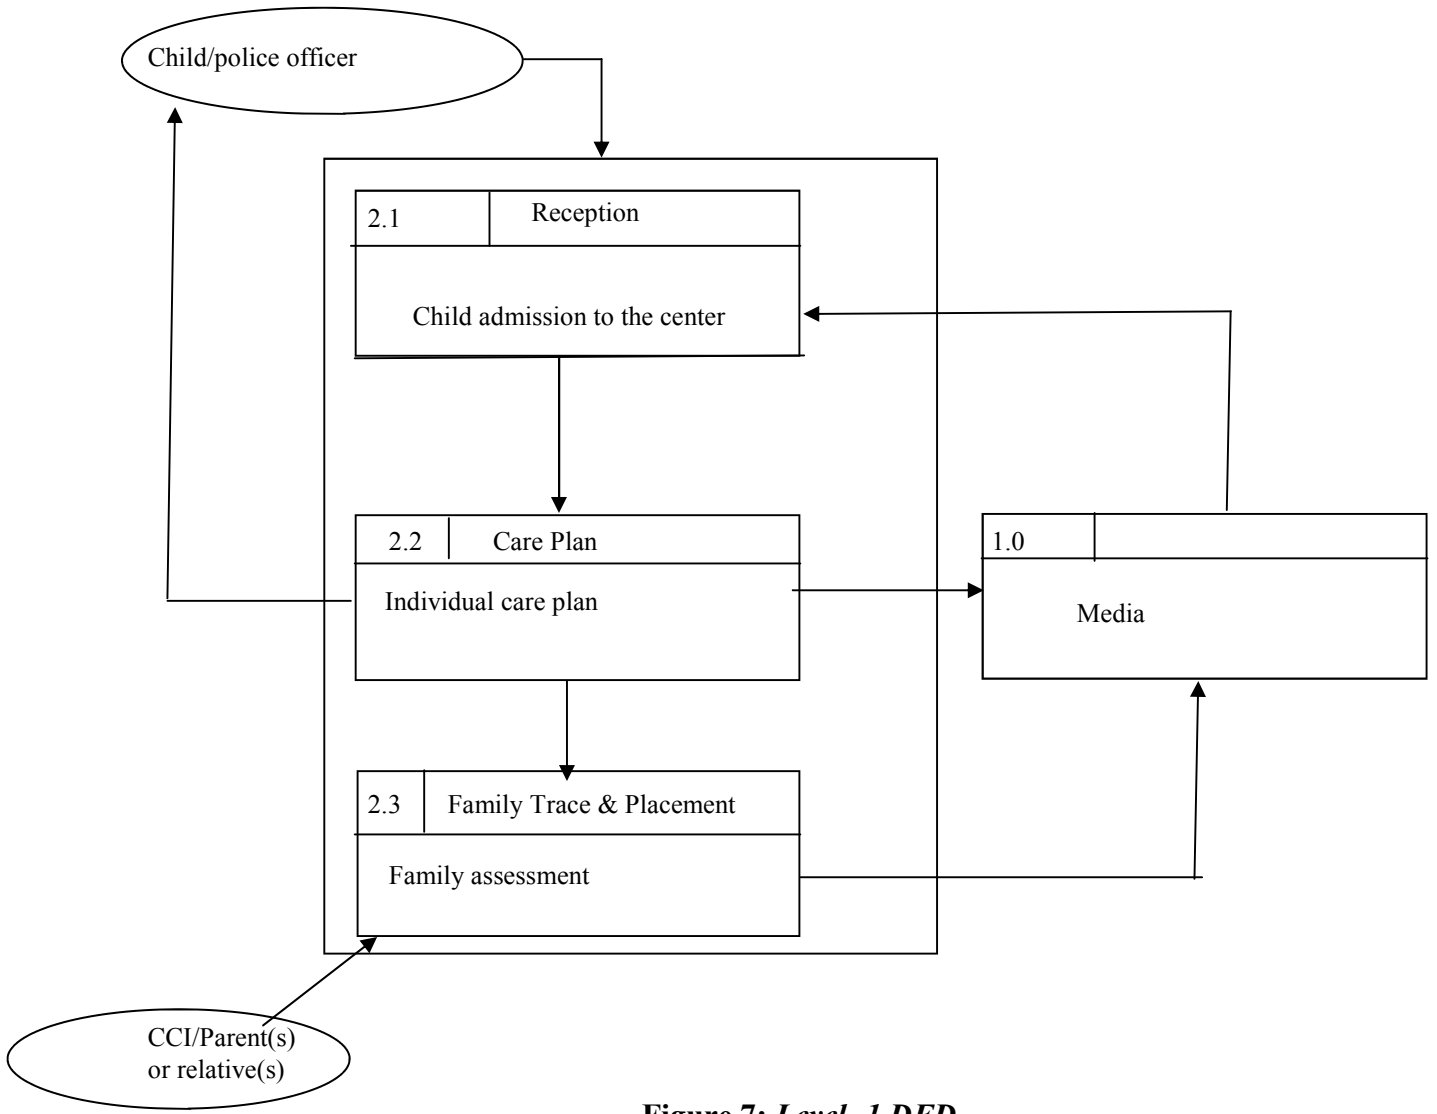 Child/police officer
2.1 Reception
Child admission to the center
2.2 Care Plan
Individual care plan
1.0
Media
2.3 Family Trace & Placement
Family assessment
CCI/Parent(s)
or relative(s)
Figure 7: Level- 1 DFD